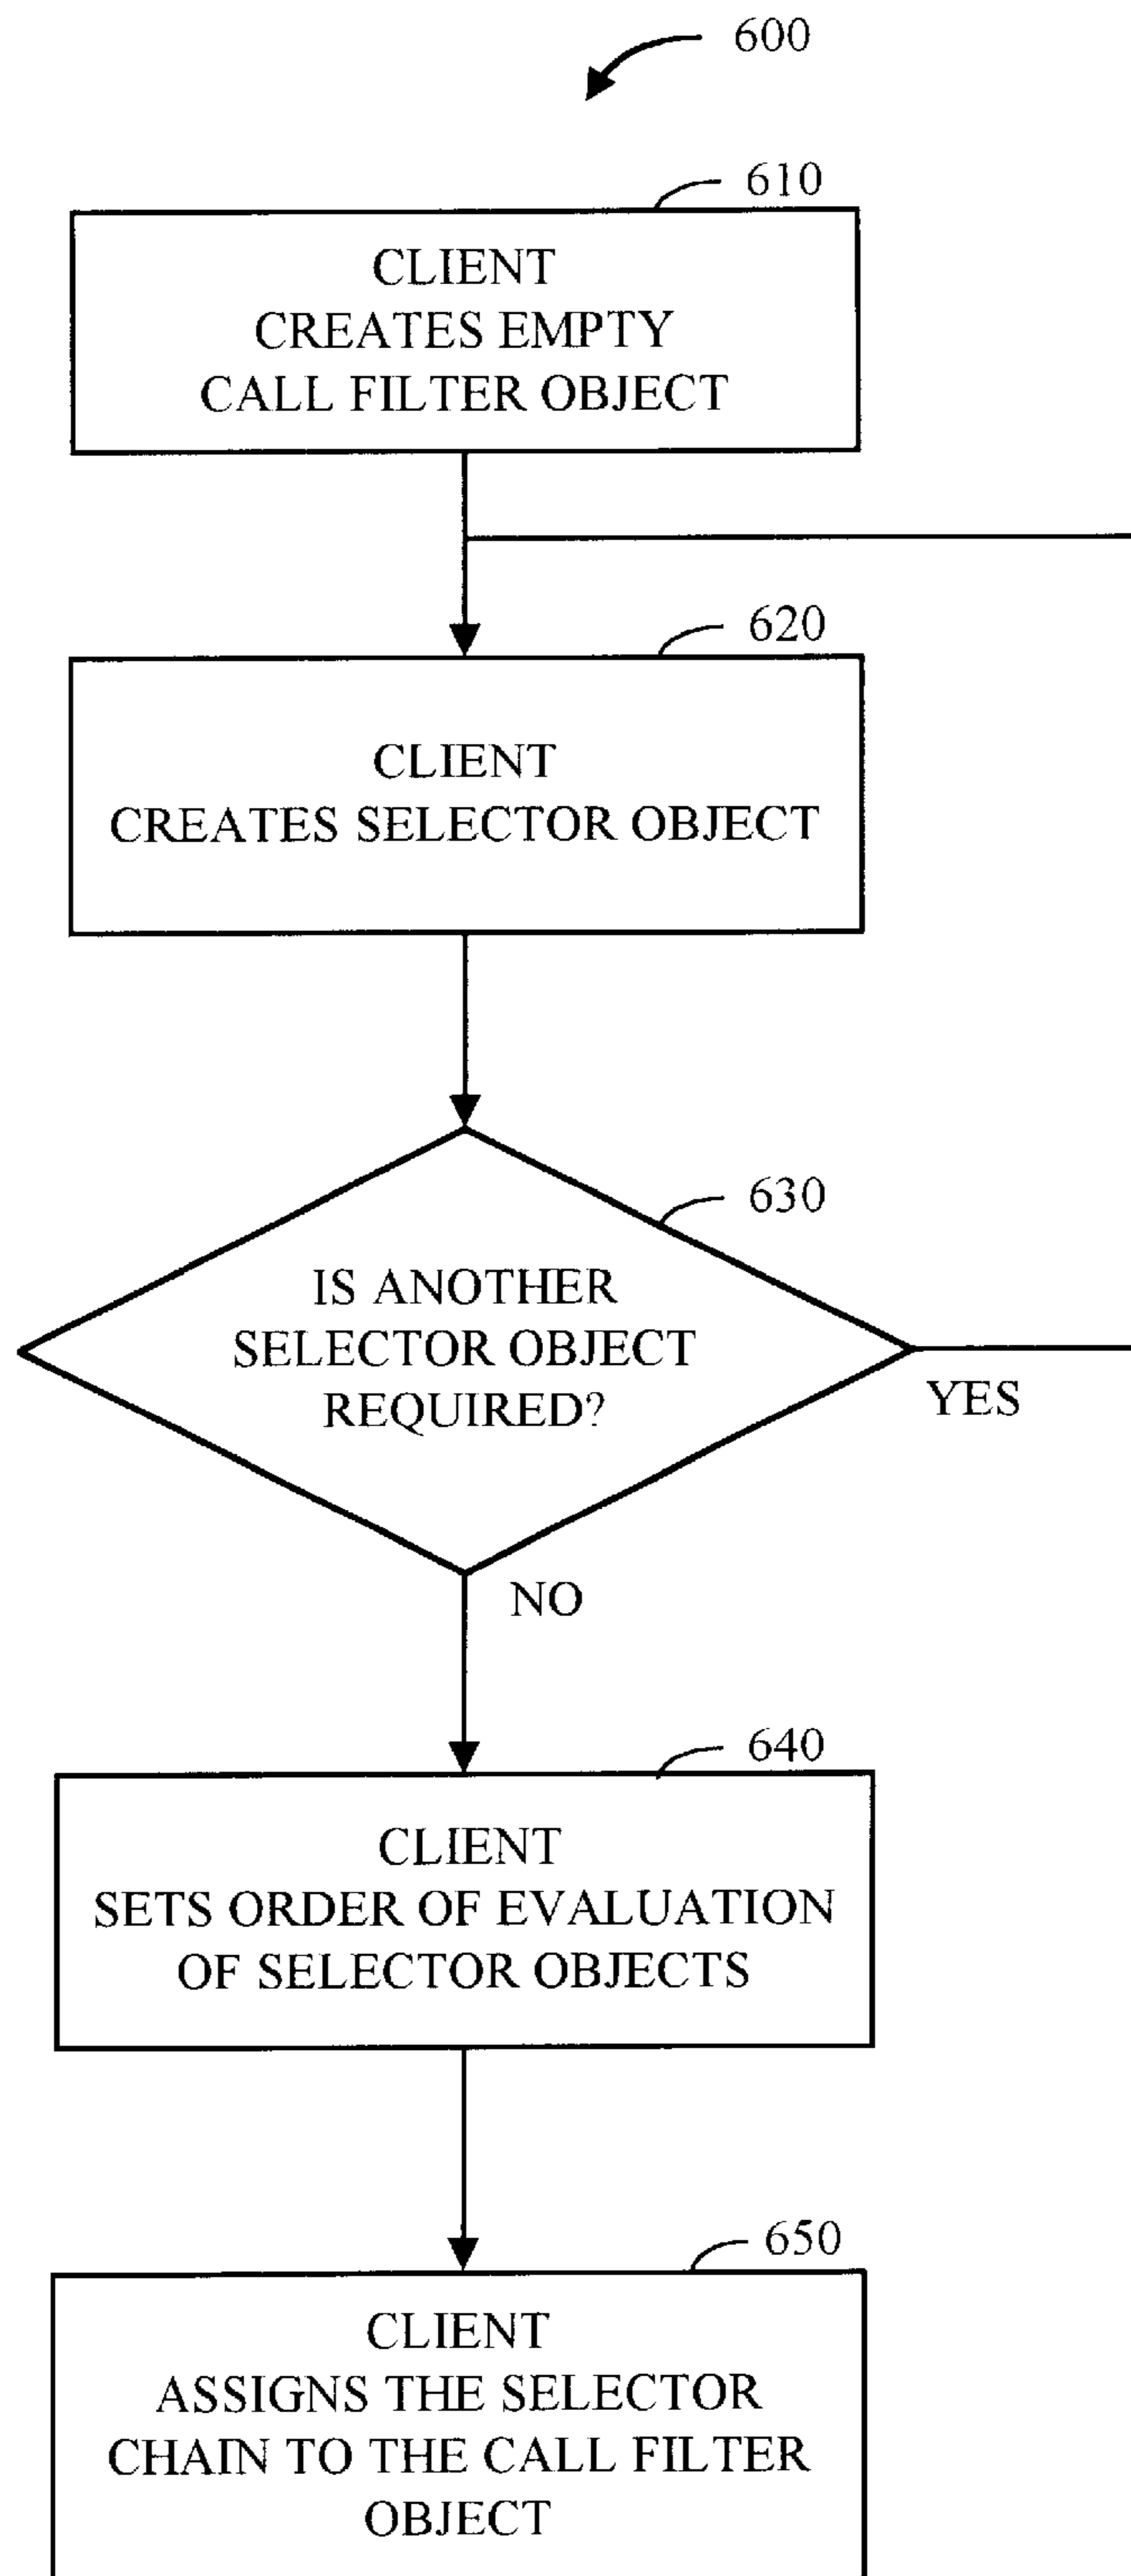 600
610
CLIENT
CREATES EMPTY
CALL FILTER OBJECT
620
CLIENT
CREATES SELECTOR OBJECT
630
IS ANOTHER
SELECTOR OBJECT
REQUIRED?
YES
NO
640
CLIENT
SETS ORDER OF EVALUATION
OF SELECTOR OBJECTS
650
CLIENT
ASSIGNS THE SELECTOR
CHAIN TO THE CALL FILTER
OBJECT